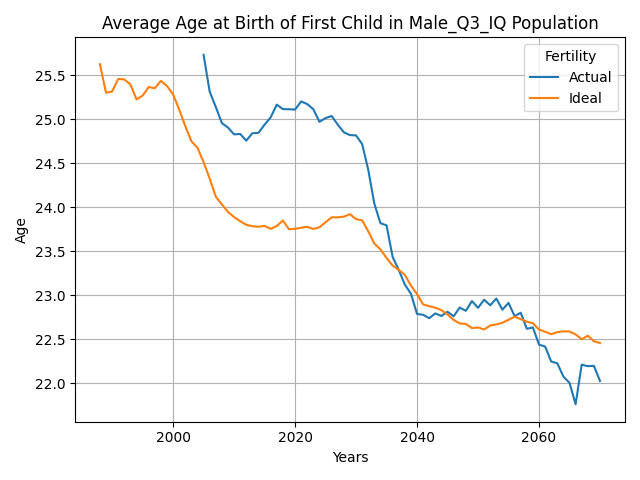 Average Age at Birth of First Child in Male_Q3_IQ Population
Fertility
Actual
Ideal
25.5
25.0
24.5
24.0
23.5
23.0
22.5
22.0
Age
2000
2020
2040
2060
Years